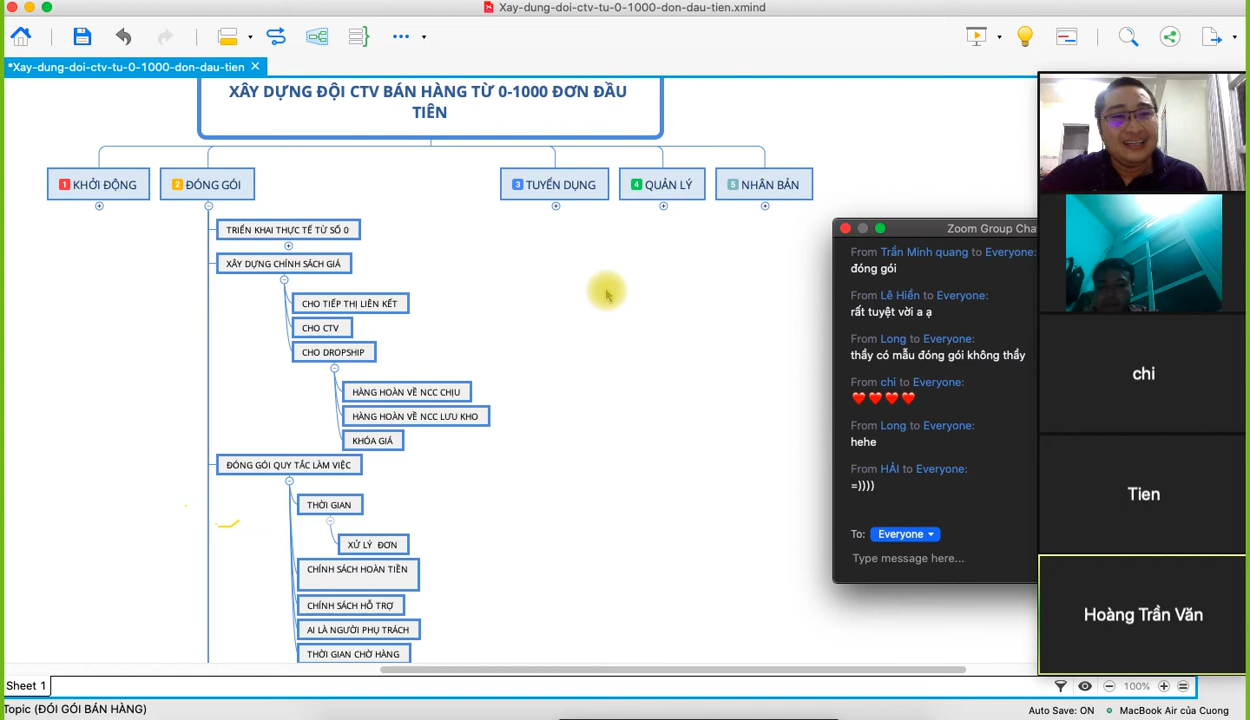 Xay-dung-doi-ctv-tu-0-1000-don-dau-tien.xmind
*Xay-dung-doi-ctv-tu-0-1000-don-dau-tien
XÂY DỰNG ĐỘI CTV BÁN HÀNG TỪ 0-1000 ĐƠN ĐẦU
TIÊN
1 KHỞI ĐỘNG
2 ĐÓNG GÓI
3 TUYỂN DỤNG
4 QUẢN LÝ
5 NHÂN BẢN
TRIỂN KHAI THỰC TẾ TỪ SỐ 0
XÂY DỰNG CHÍNH SÁCH GIÁ
CHO TIẾP THỊ LIÊN KẾT
CHO CTV
CHO DROPSHIP
HÀNG HOÀN VỀ NCC CHỊU
HÀNG HOÀN VỀ NCC LƯU KHO
KHÓA GIÁ
ĐÓNG GÓI QUY TẮC LÀM VIỆC
THỜI GIAN
XỬ LÝ ĐƠN
CHÍNH SÁCH HOÀN TIỀN
CHÍNH SÁCH HỖ TRỢ
AI LÀ NGƯỜI PHỤ TRÁCH
THỜI GIAN CHỜ HÀNG
Zoom Group Cha
From Trần Minh quang to Everyone:
đóng gói
From Lê Hiền to Everyone:
rất tuyệt vời a ạ
From Long to Everyone:
thầy có mẫu đóng gói không thầy
From chi to Everyone:
❤️❤️❤️❤️
From Long to Everyone:
hehe
From HẢI to Everyone:
=))))
To: Everyone
Type message here...
chi
Tien
Hoàng Trần Văn
Sheet 1
100%
Topic (ĐÓI GÓI BÁN HÀNG)
Auto Save: ON
MacBook Air của Cuong